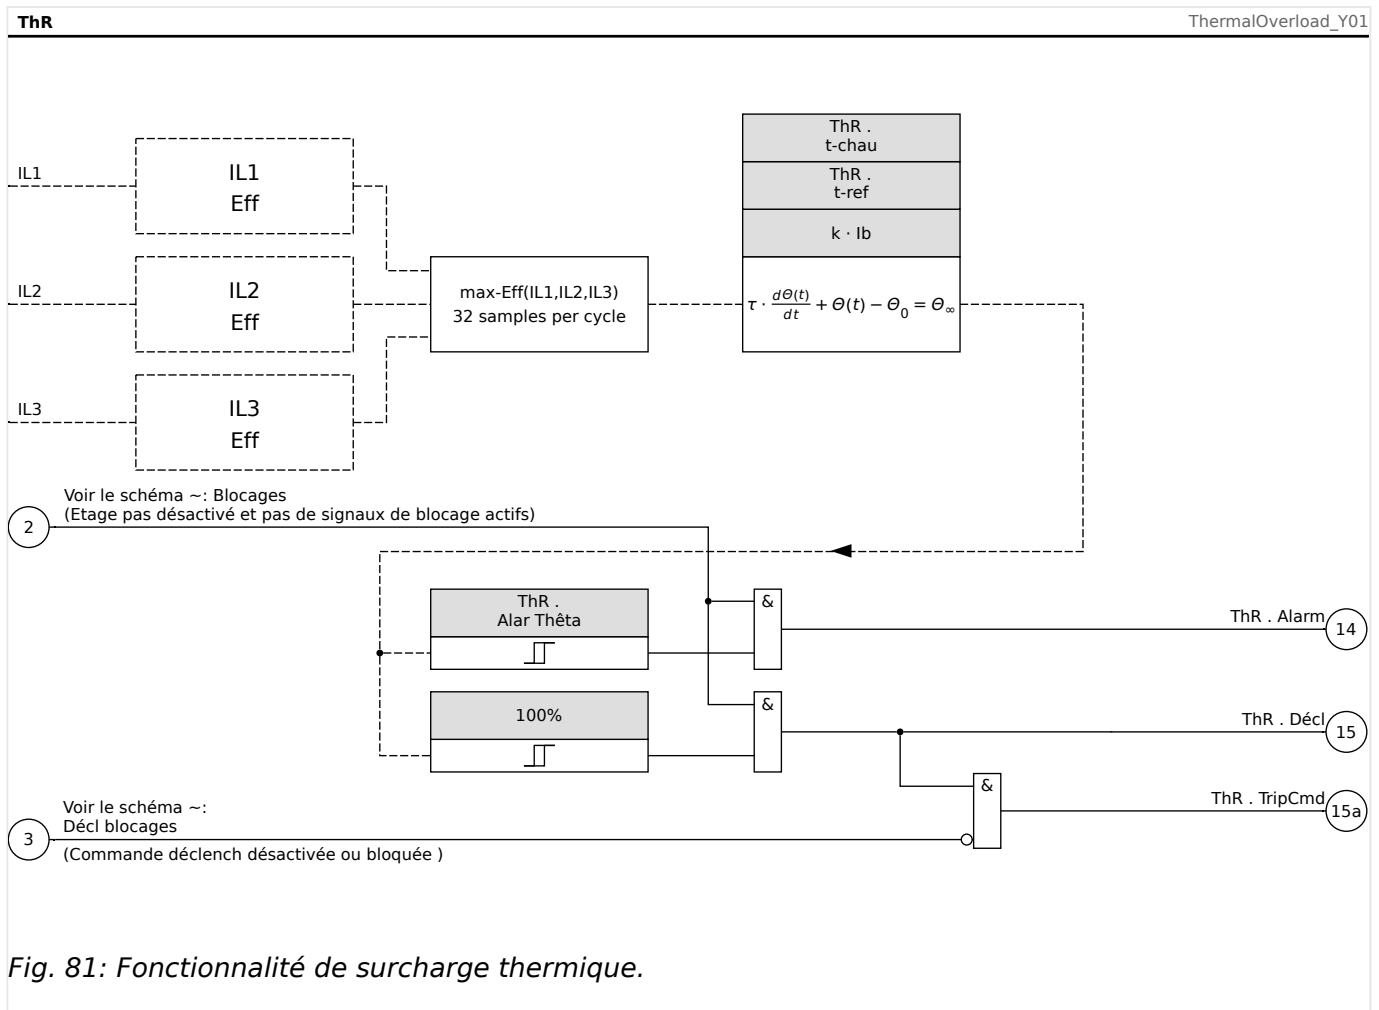 ThR
ThermalOverload_Y01
ThR .
t-chau
ThR .
t-ref
k · Ib
IL1
IL1
Eff
IL2
IL2
Eff
IL3
IL3
Eff
max-Eff(IL1,IL2,IL3)
32 samples per cycle
τ · dΘ(t)/dt + Θ(t) − Θ₀ = Θ∞
Voir le schéma ~: Blocages
(Etage pas désactivé et pas de signaux de blocage actifs)
2
ThR .
Alar Thêta
&
ThR . Alarm
14
100%
&
ThR . Décl
15
&
ThR . TripCmd
15a
Voir le schéma ~:
Décl blocages
3
(Commande déclench désactivée ou bloquée )
Fig. 81: Fonctionnalité de surcharge thermique.